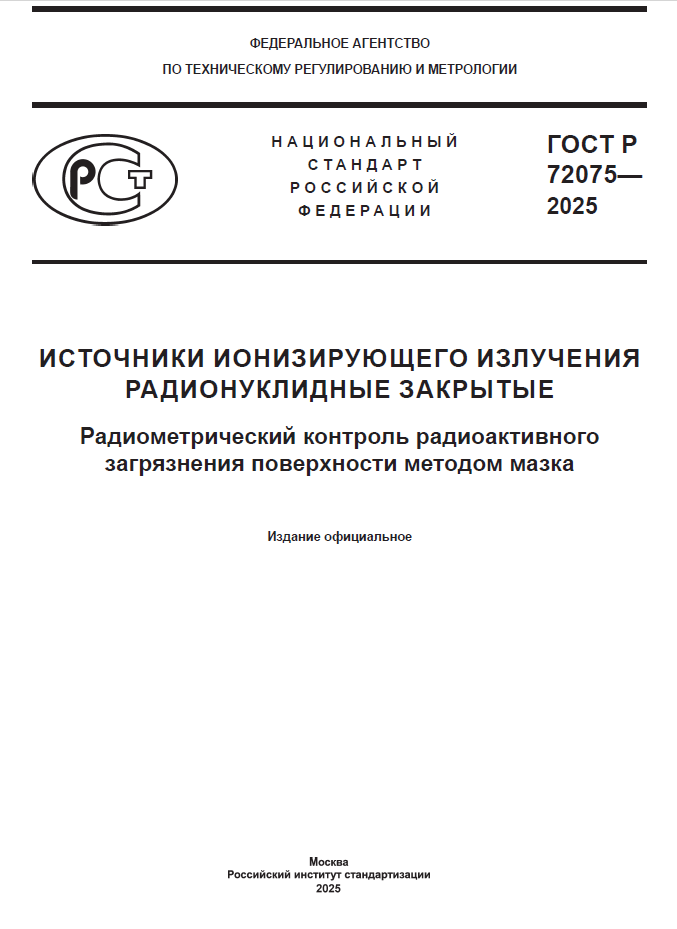 ФЕДЕРАЛЬНОЕ АГЕНТСТВО
ПО ТЕХНИЧЕСКОМУ РЕГУЛИРОВАНИЮ И МЕТРОЛОГИИ
НАЦИОНАЛЬНЫЙ
СТАНДАРТ
РОССИЙСКОЙ
ФЕДЕРАЦИИ
ГОСТ Р
72075—
2025
ИСТОЧНИКИ ИОНИЗИРУЮЩЕГО ИЗЛУЧЕНИЯ
РАДИОНУКЛИДНЫЕ ЗАКРЫТЫЕ
Радиометрический контроль радиоактивного
загрязнения поверхности методом мазка
Издание официальное
Москва
Российский институт стандартизации
2025